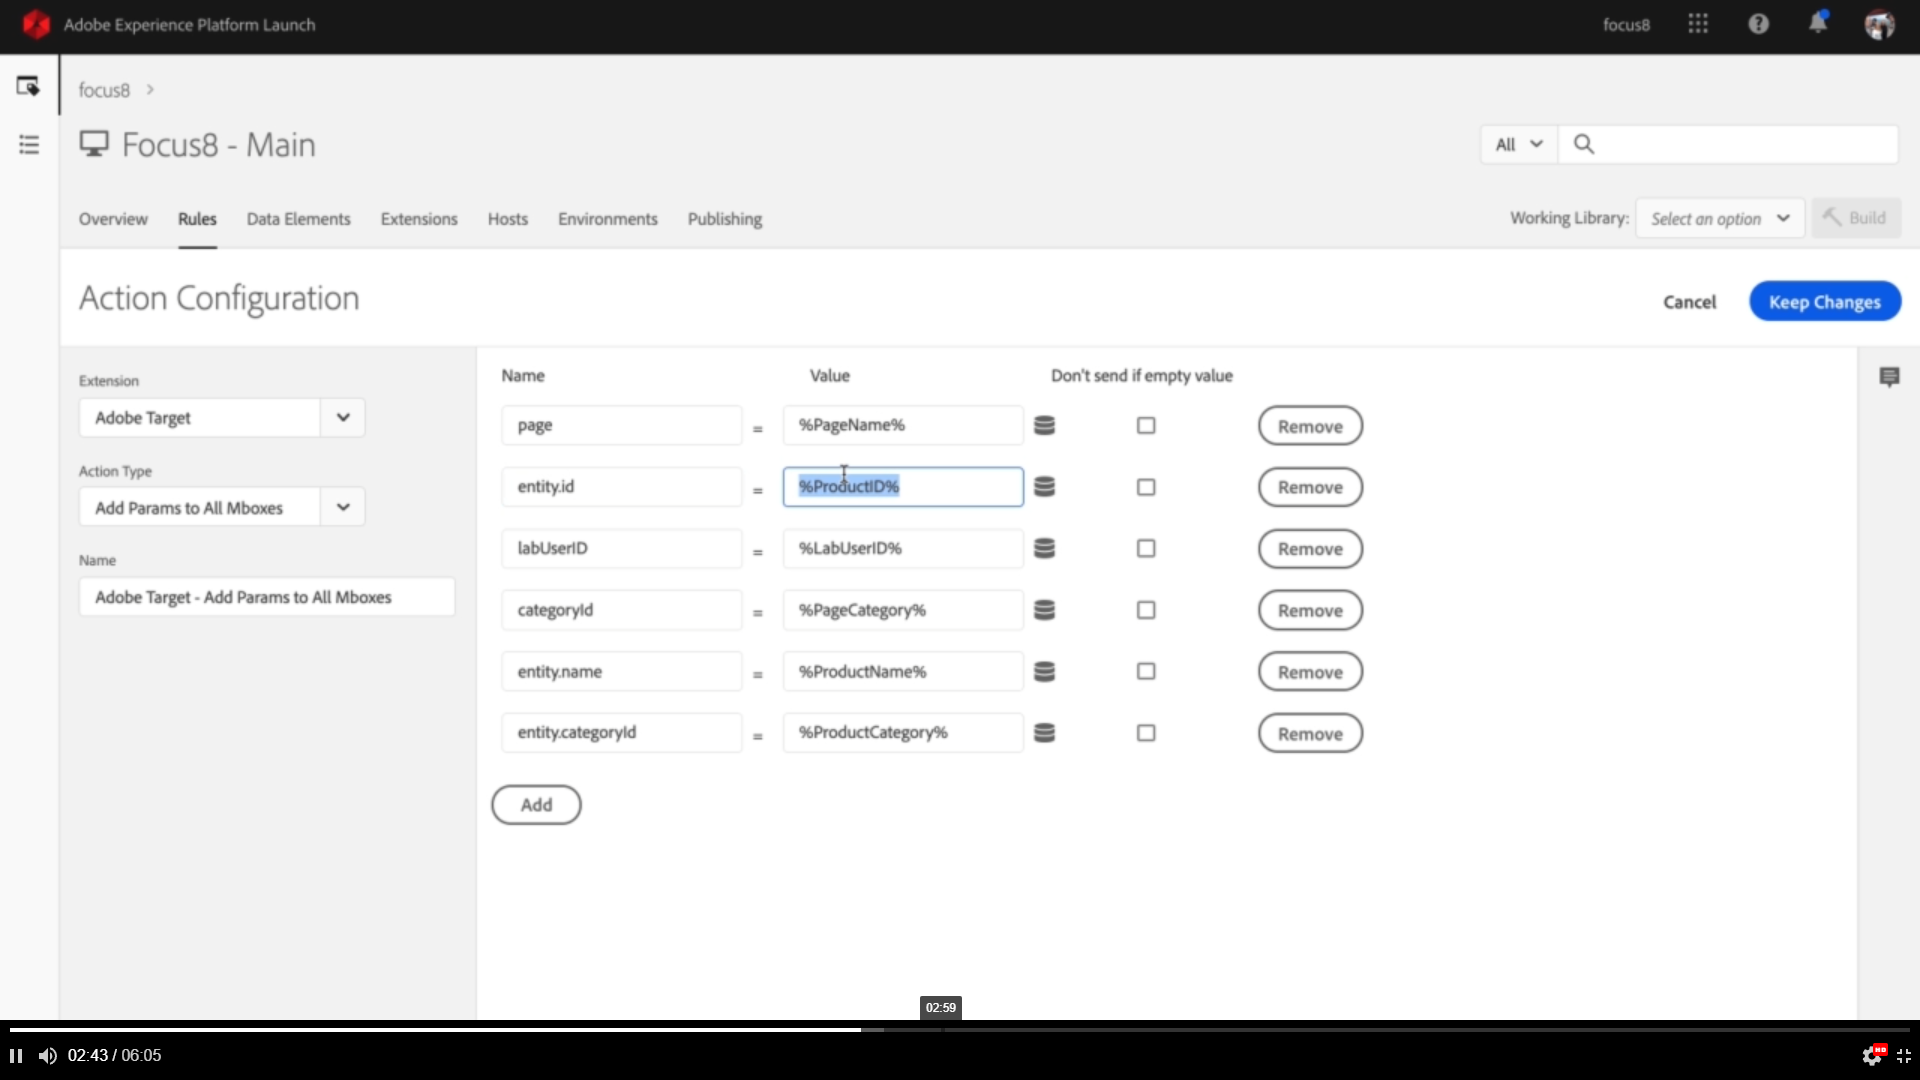 Adobe Experience Platform Launch
focus8
focus8
Focus8 - Main
All
Overview Rules Data Elements Extensions Hosts Environments Publishing
Working Library: Select an option Build
Action Configuration
Cancel Keep Changes
Extension
Adobe Target
Action Type
Add Params to All Mboxes
Name
Adobe Target - Add Params to All Mboxes
Name Value Don't send if empty value
page = %PageName% Remove
entity.id = %ProductID% Remove
labUserID = %LabUserID% Remove
categoryId = %PageCategory% Remove
entity.name = %ProductName% Remove
entity.categoryId = %ProductCategory% Remove
Add
02:59
02:43 / 06:05
HD